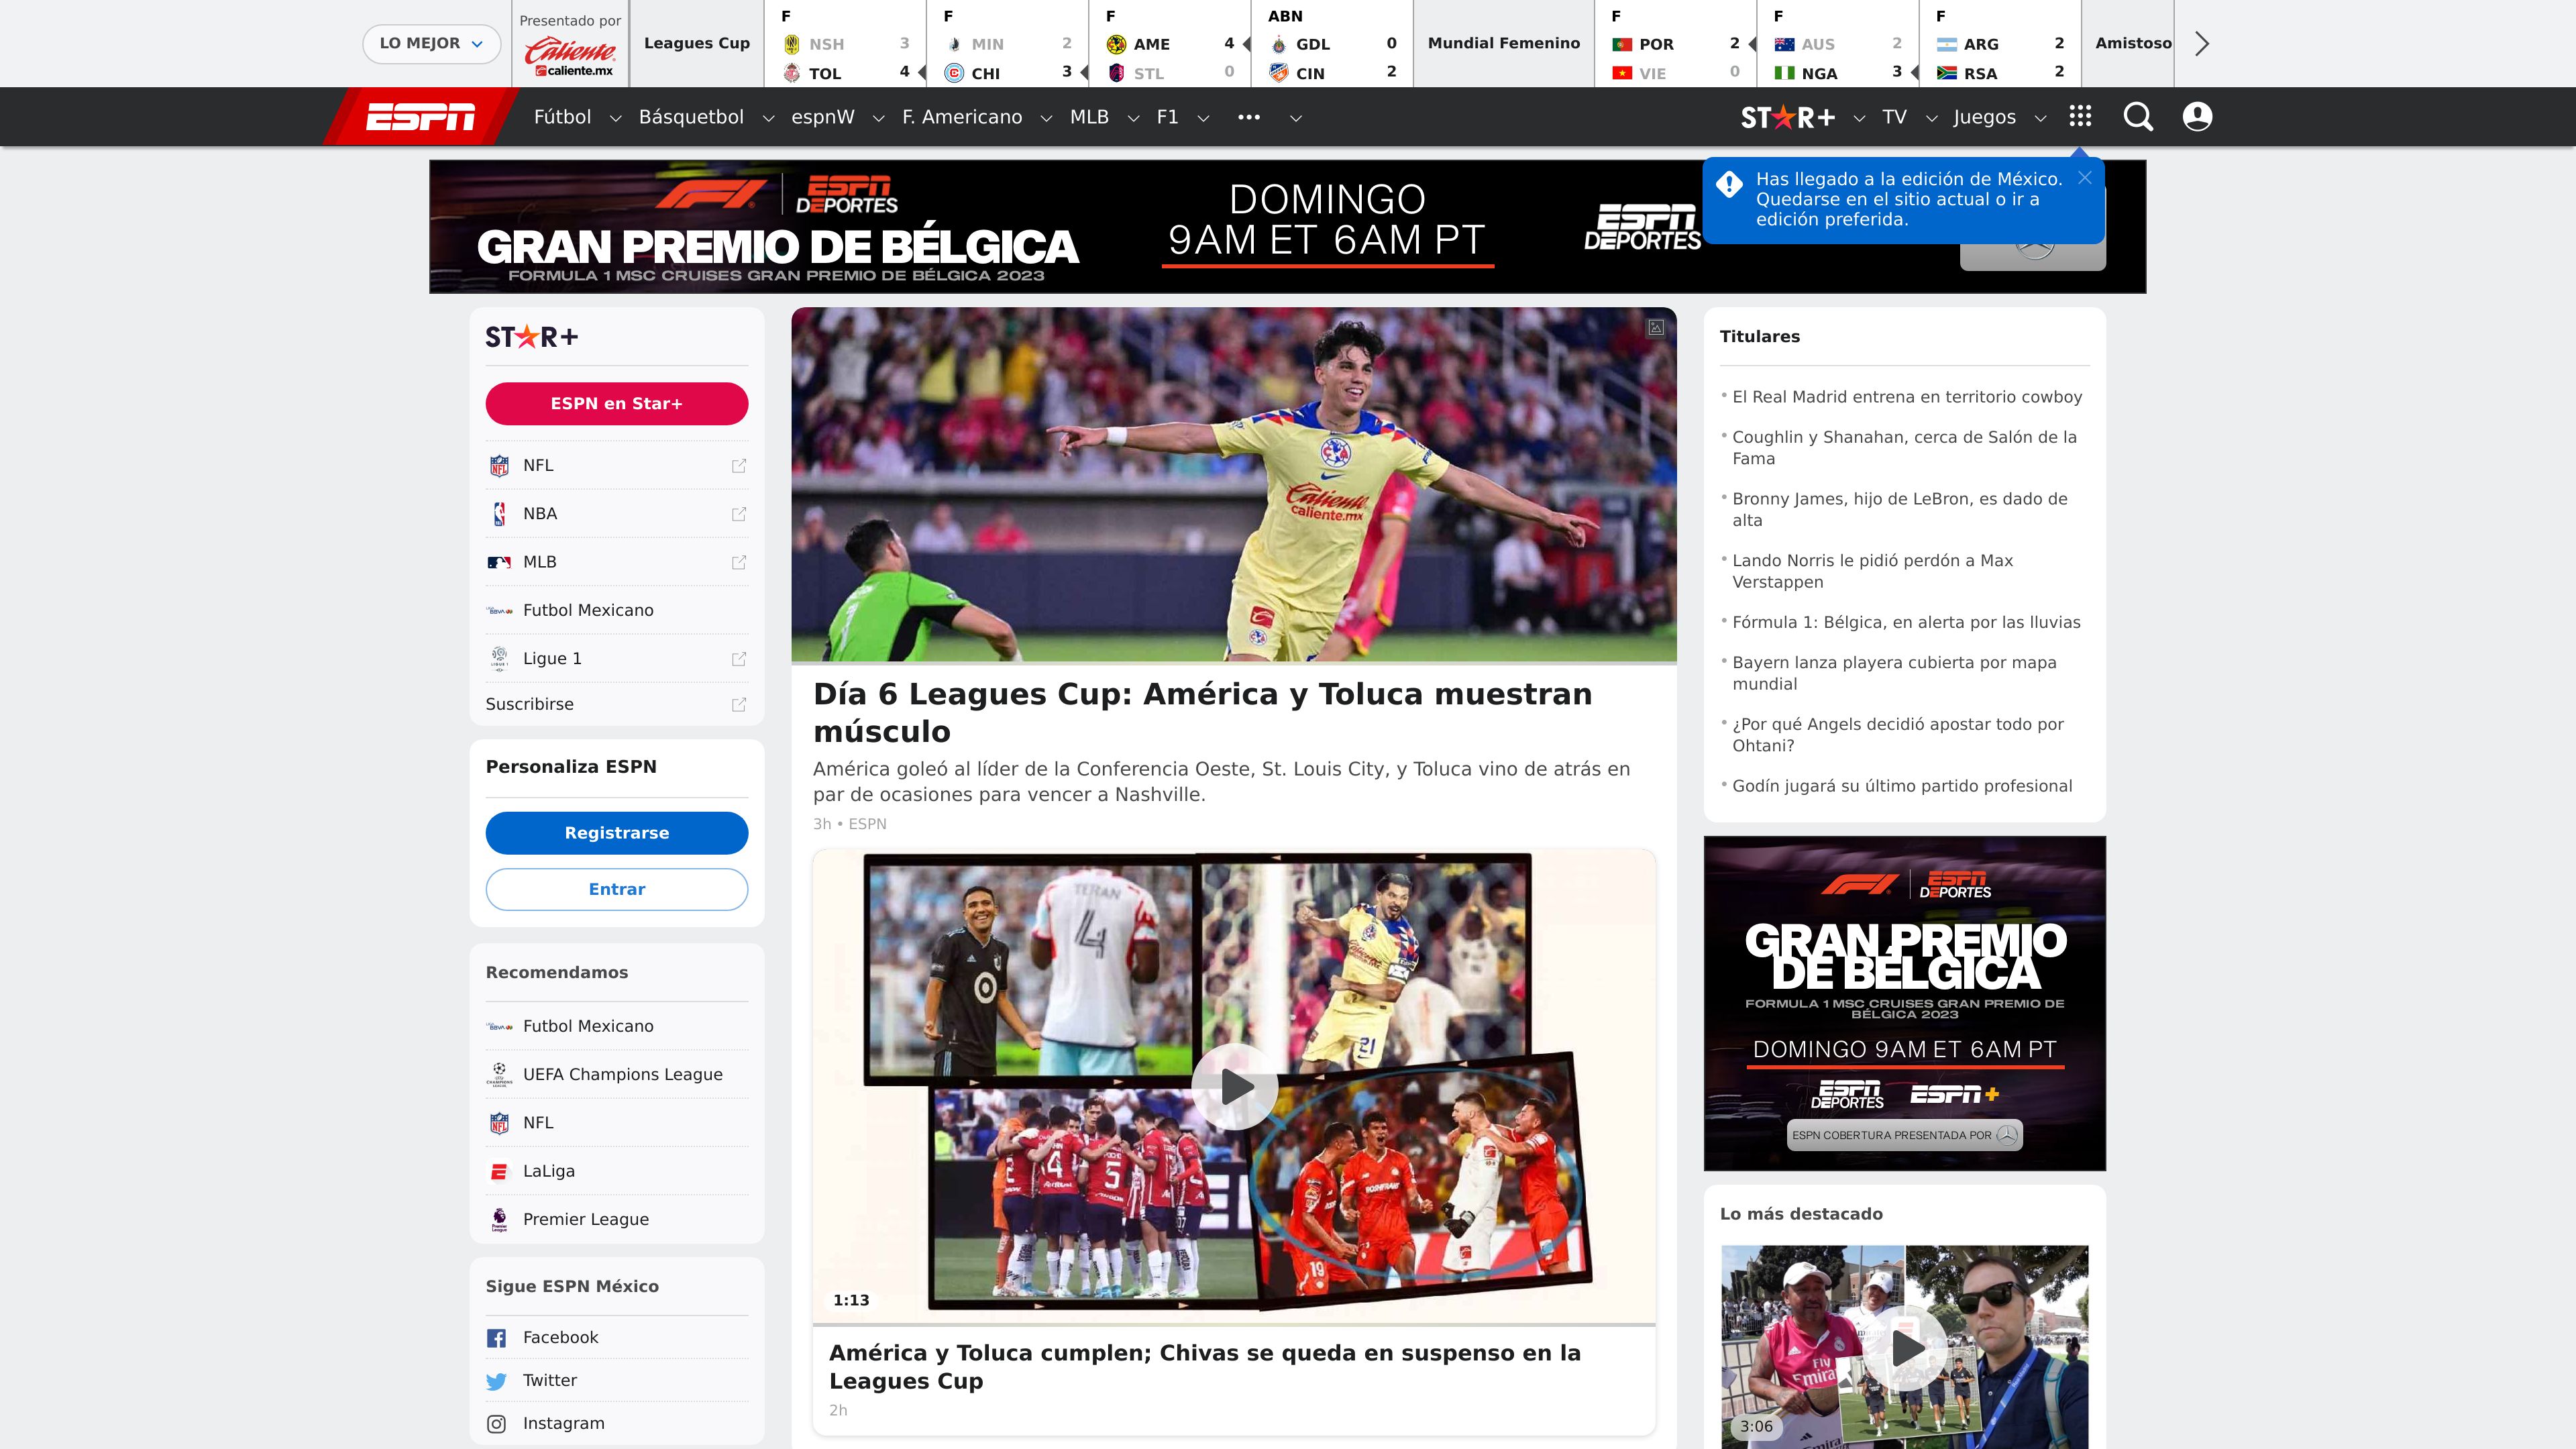 LO MEJOR
Presentado por
Caliente
caliente.mx
Leagues Cup
F
NSH 3
TOL 4
F
MIN 2
CHI 3
F
AME 4
STL 0
ABN
GDL 0
CIN 2
Mundial Femenino
F
POR 2
VIE 0
F
AUS 2
NGA 3
F
ARG 2
RSA 2
Amistoso
ESPN
Fútbol
Básquetbol
espnW
F. Americano
MLB
F1
STAR+
TV
Juegos
Has llegado a la edición de México.
Quedarse en el sitio actual o ir a
edición preferida.
F1 ESPN
DEPORTES
GRAN PREMIO DE BÉLGICA
FORMULA 1 MSC CRUISES GRAN PREMIO DE BÉLGICA 2023
DOMINGO
9AM ET 6AM PT
ESPN
DEPORTES
STAR+
ESPN en Star+
NFL
NBA
MLB
Futbol Mexicano
Ligue 1
Suscribirse
Personaliza ESPN
Registrarse
Entrar
Recomendamos
Futbol Mexicano
UEFA Champions League
NFL
LaLiga
Premier League
Sigue ESPN México
Facebook
Twitter
Instagram
Caliente
caliente.mx
Día 6 Leagues Cup: América y Toluca muestran
músculo
América goleó al líder de la Conferencia Oeste, St. Louis City, y Toluca vino de atrás en
par de ocasiones para vencer a Nashville.
3h • ESPN
TERAN
4
21
4
5
19
1:13
América y Toluca cumplen; Chivas se queda en suspenso en la
Leagues Cup
2h
Titulares
El Real Madrid entrena en territorio cowboy
Coughlin y Shanahan, cerca de Salón de la
Fama
Bronny James, hijo de LeBron, es dado de
alta
Lando Norris le pidió perdón a Max
Verstappen
Fórmula 1: Bélgica, en alerta por las lluvias
Bayern lanza playera cubierta por mapa
mundial
¿Por qué Angels decidió apostar todo por
Ohtani?
Godín jugará su último partido profesional
F1 ESPN
DEPORTES
GRAN PREMIO
DE BÉLGICA
FORMULA 1 MSC CRUISES GRAN PREMIO DE
BÉLGICA 2023
DOMINGO 9AM ET 6AM PT
ESPN
DEPORTES
ESPN+
ESPN COBERTURA PRESENTADA POR
Lo más destacado
3:06